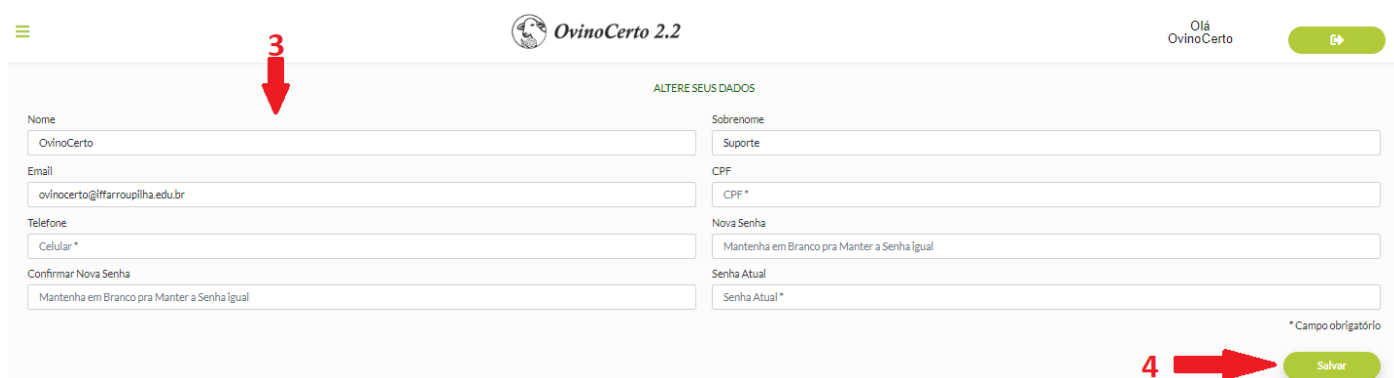 OvinoCerto 2.2
Olá
OvinoCerto
3
ALTERE SEUS DADOS
Nome
Sobrenome
OvinoCerto
Suporte
Email
CPF
ovinocerto@iffarroupilha.edu.br
CPF *
Telefone
Nova Senha
Celular *
Mantenha em Branco pra Manter a Senha igual
Confirmar Nova Senha
Senha Atual
Mantenha em Branco pra Manter a Senha igual
Senha Atual *
* Campo obrigatório
4
Salvar